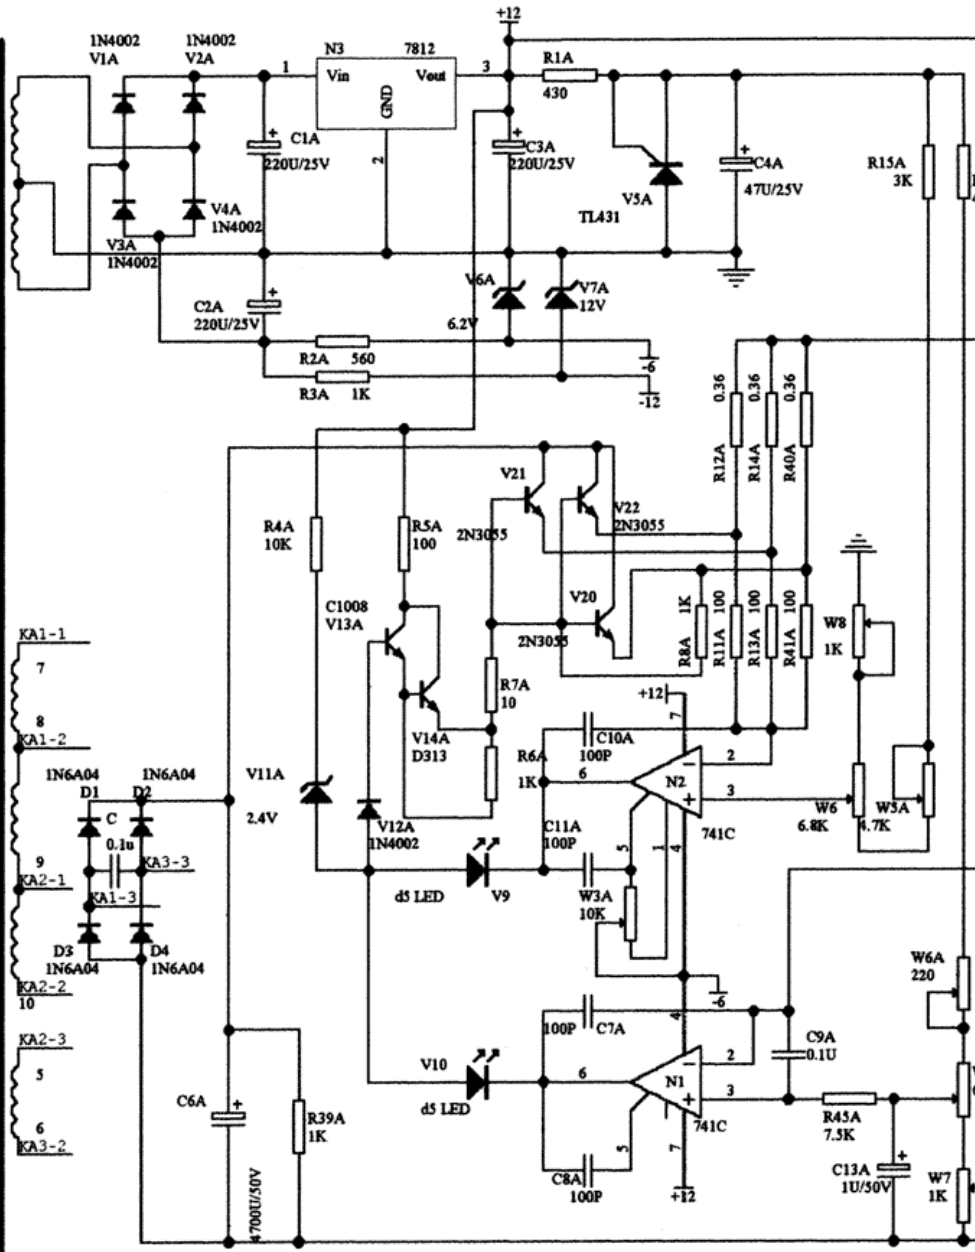 +12
1N4002
V1A
1N4002
V2A
N3
7812
1
Vin
Vout
3
GND
2
R1A
430
C1A
220U/25V
C3A
220U/25V
V5A
TL431
C4A
47U/25V
R15A
3K
V4A
1N4002
V3A
1N4002
C2A
220U/25V
V6A
6.2V
V7A
12V
R2A
560
-6
R3A
1K
-12
R12A
0.36
R14A
0.36
R40A
0.36
R4A
10K
R5A
100
V21
2N3055
V22
2N3055
V20
2N3055
C1008
V13A
R8A
1K
R11A
100
R13A
100
R41A
100
W8
1K
KA1-1
7
8
KA1-2
R7A
10
V14A
D313
R6A
1K
+12
7
C10A
100P
6
2
3
N2
741C
5
1
4
W6
6.8K
W5A
4.7K
1N6A04
D1
1N6A04
D2
C
0.1u
KA3-3
9
KA2-1
KA1-3
D3
1N6A04
D4
1N6A04
KA2-2
10
V11A
2.4V
V12A
1N4002
d5 LED
V9
C11A
100P
W3A
10K
-6
W6A
220
KA2-3
5
6
KA3-2
C6A
4700U/50V
R39A
1K
V10
d5 LED
100P
C7A
4
6
2
3
N1
741C
5
7
C8A
100P
+12
C9A
0.1U
R45A
7.5K
C13A
1U/50V
W7
1K